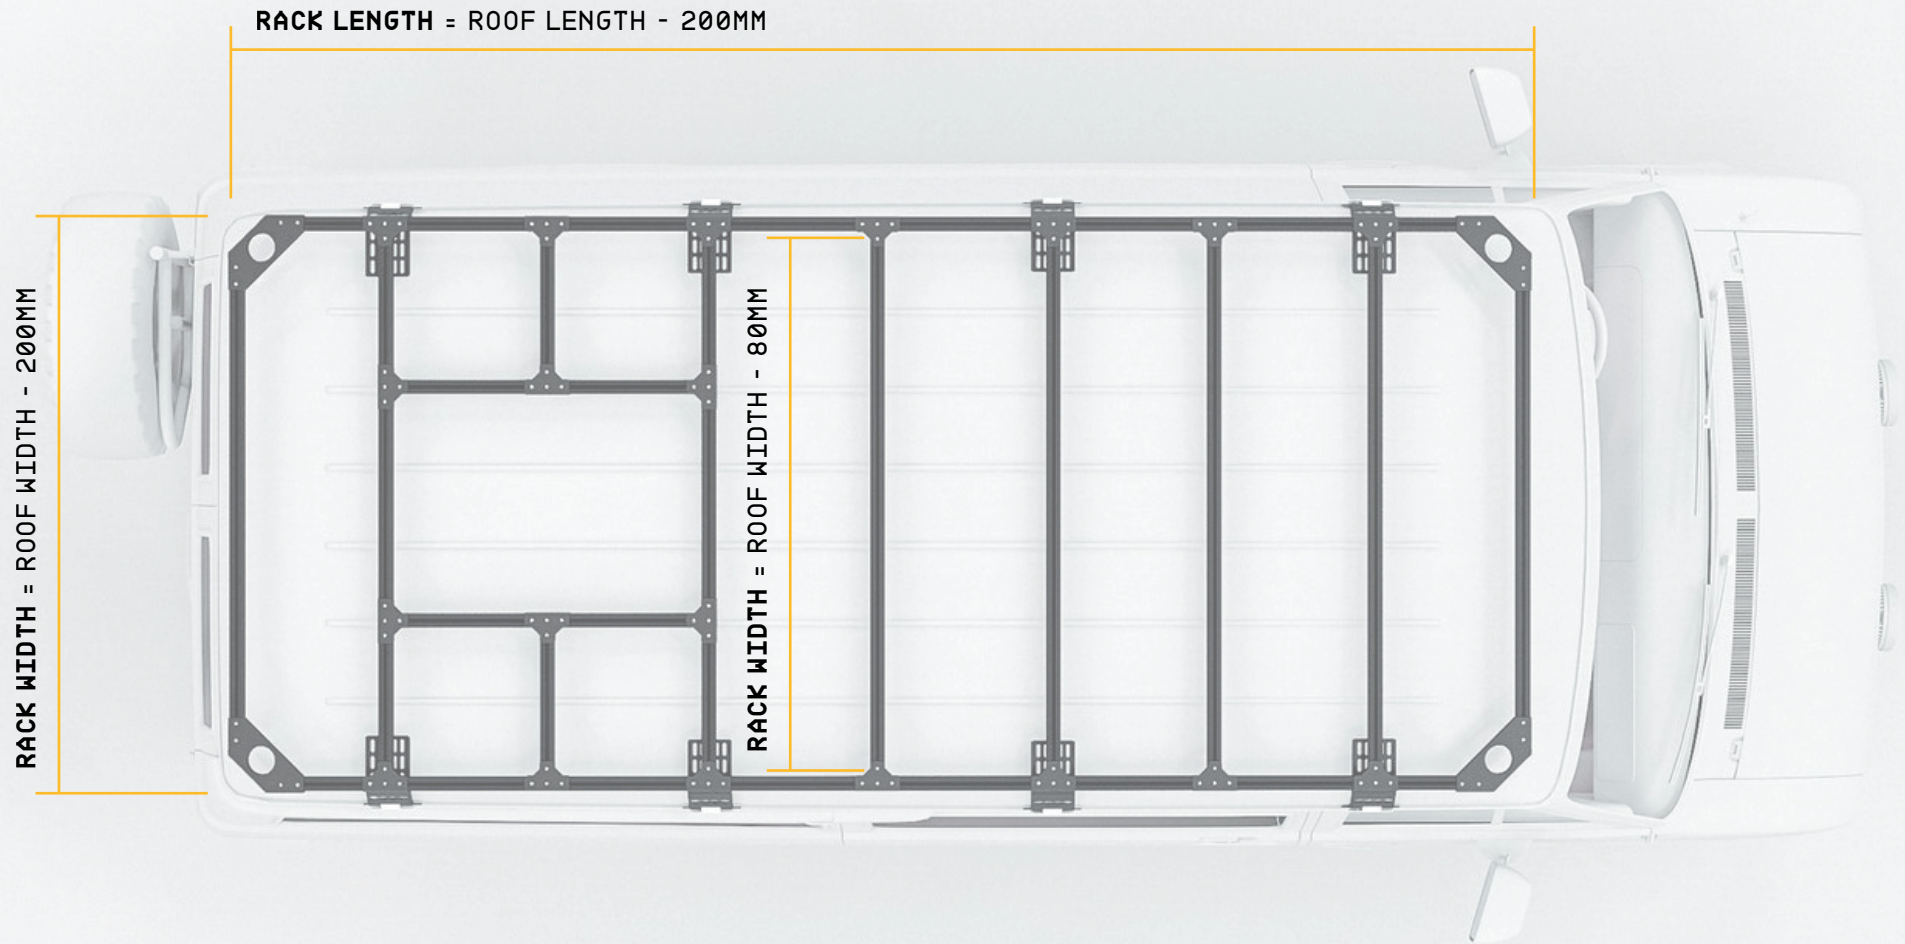 RACK LENGTH = ROOF LENGTH - 200MM
RACK WIDTH = ROOF WIDTH - 200MM
RACK WIDTH = ROOF WIDTH - 80MM